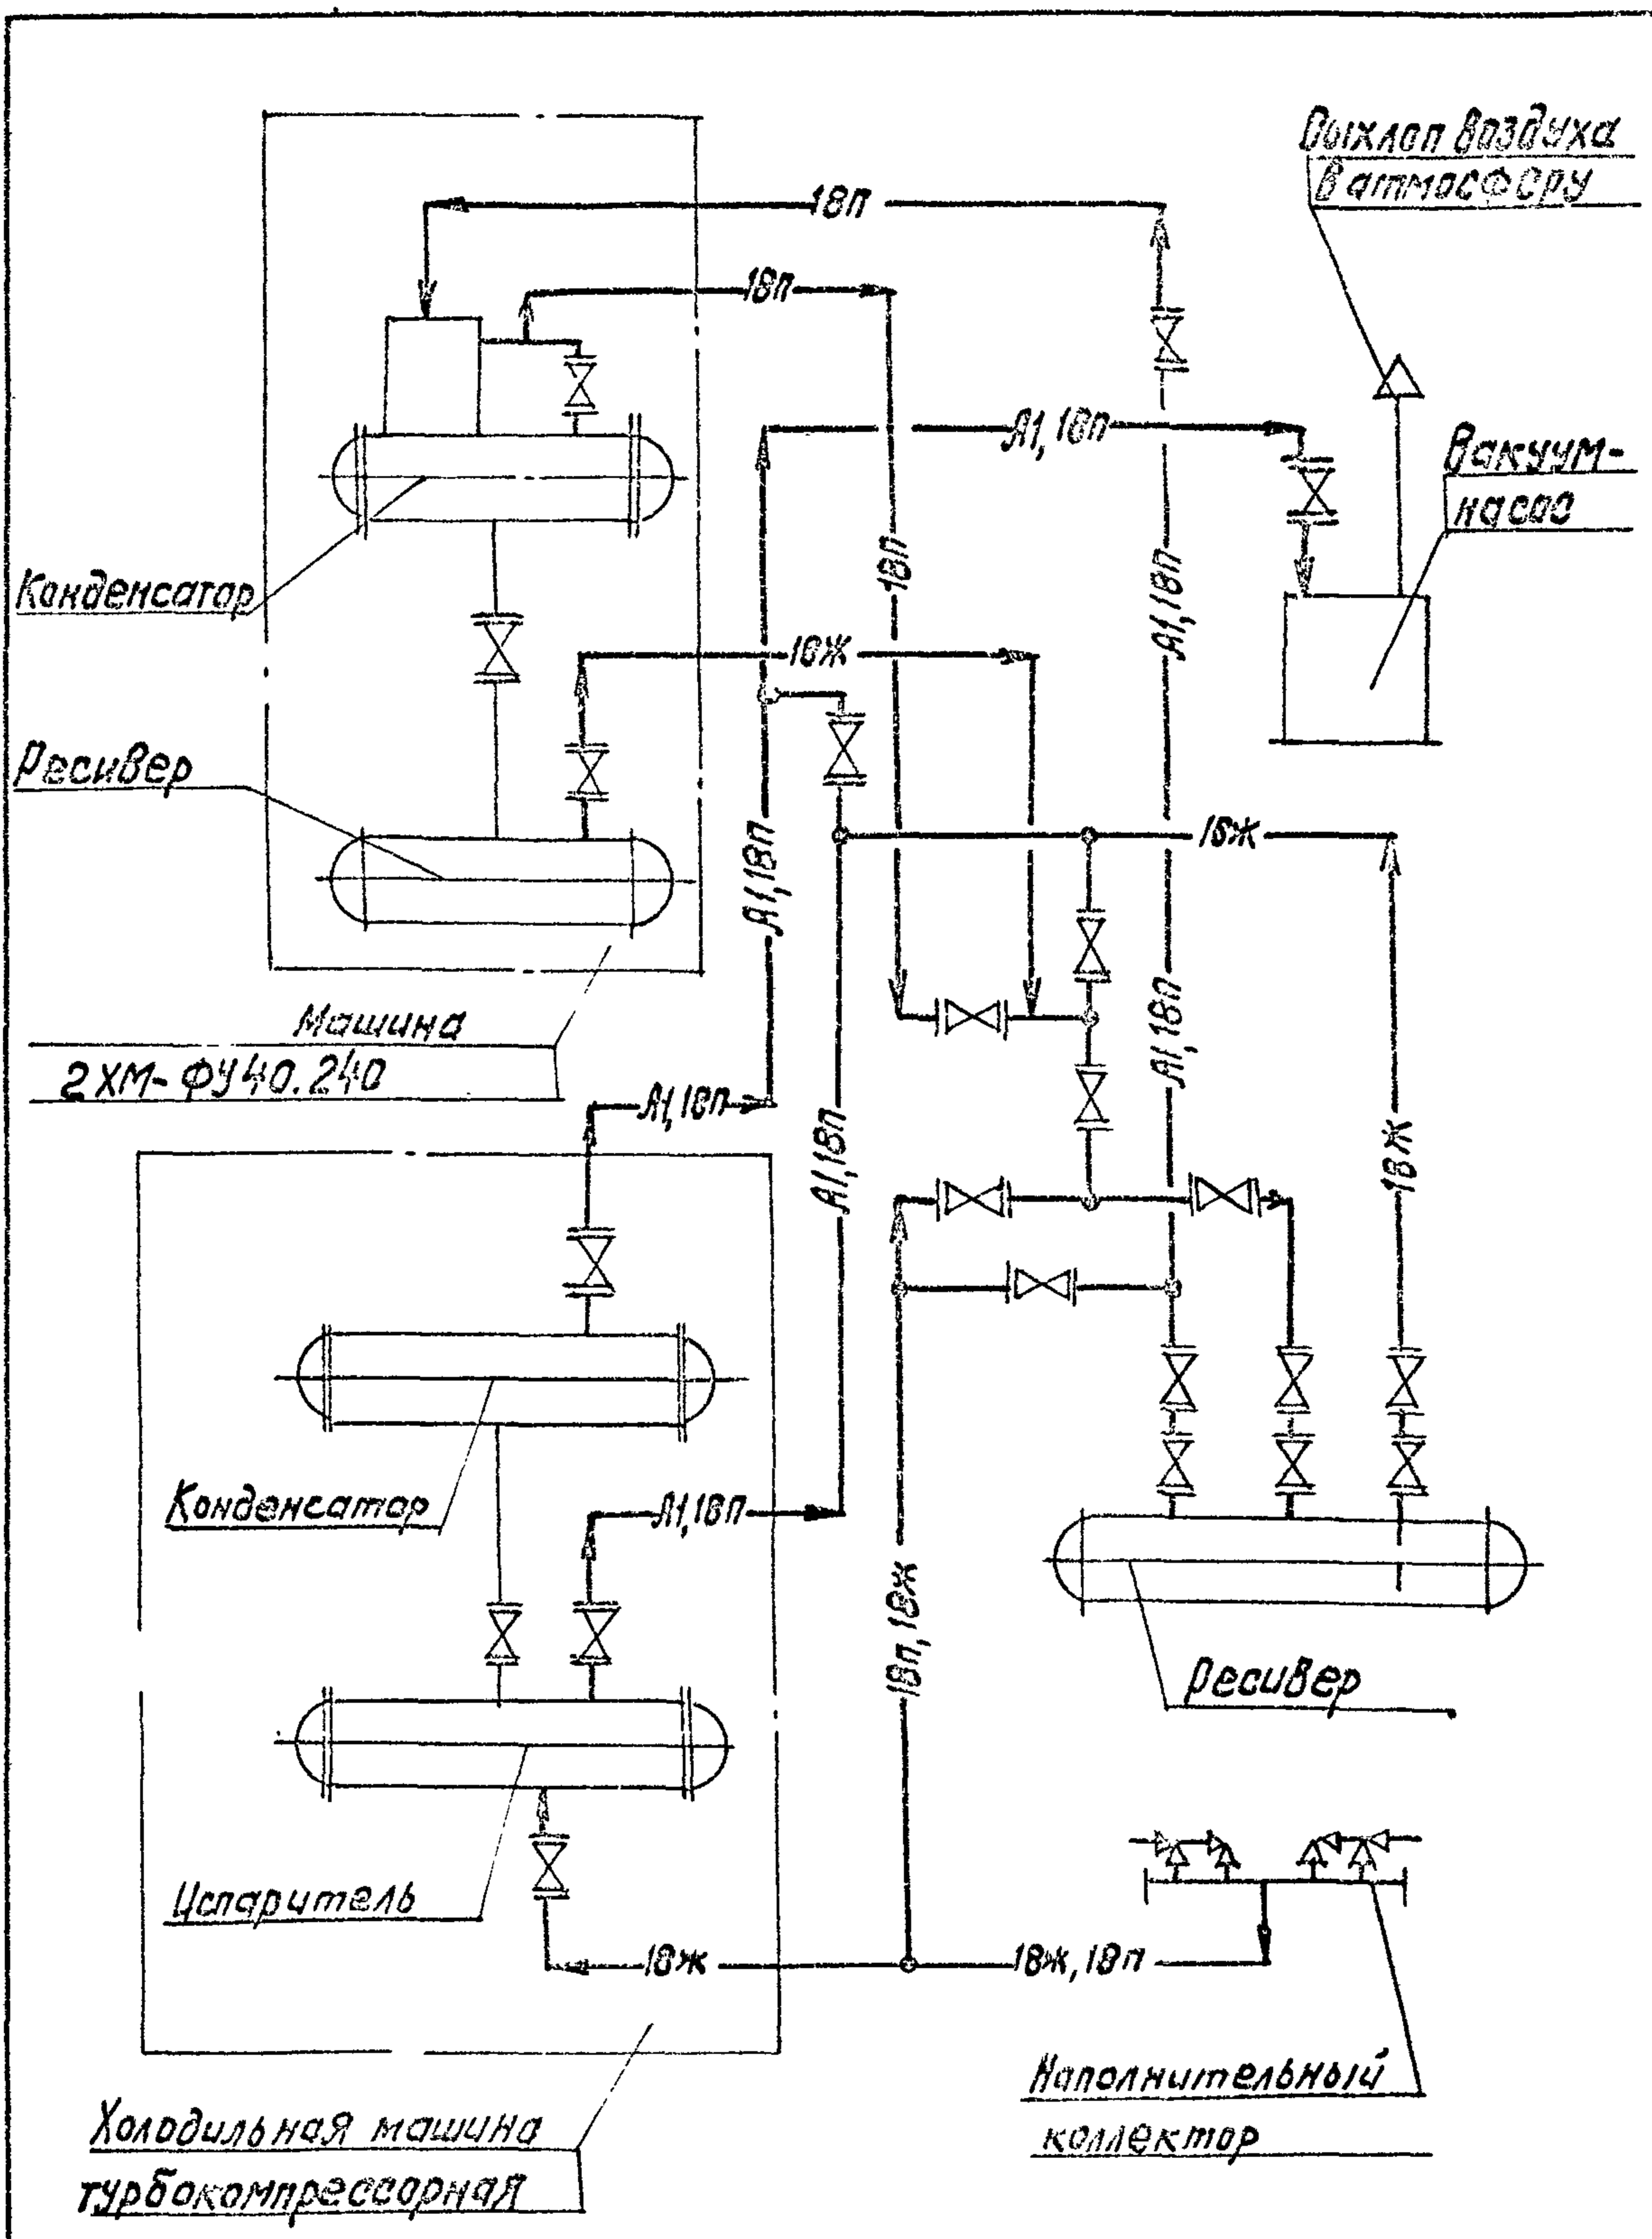 Выхлоп воздуха
в атмосферу
18П
18П
А1, 18П
Вакуум-
насос
18П
А1, 18П
Конденсатор
18Ж
Ресивер
18Ж
А1, 18П
Машина
2ХМ-ФУ40.240
А1, 18П
А1, 18П
А1, 18П
18Ж
Конденсатор
А1, 18П
18п, 18ж
Ресивер
Испаритель
18Ж
18Ж, 18П
Наполнительный
коллектор
Холодильная машина
турбокомпрессорная